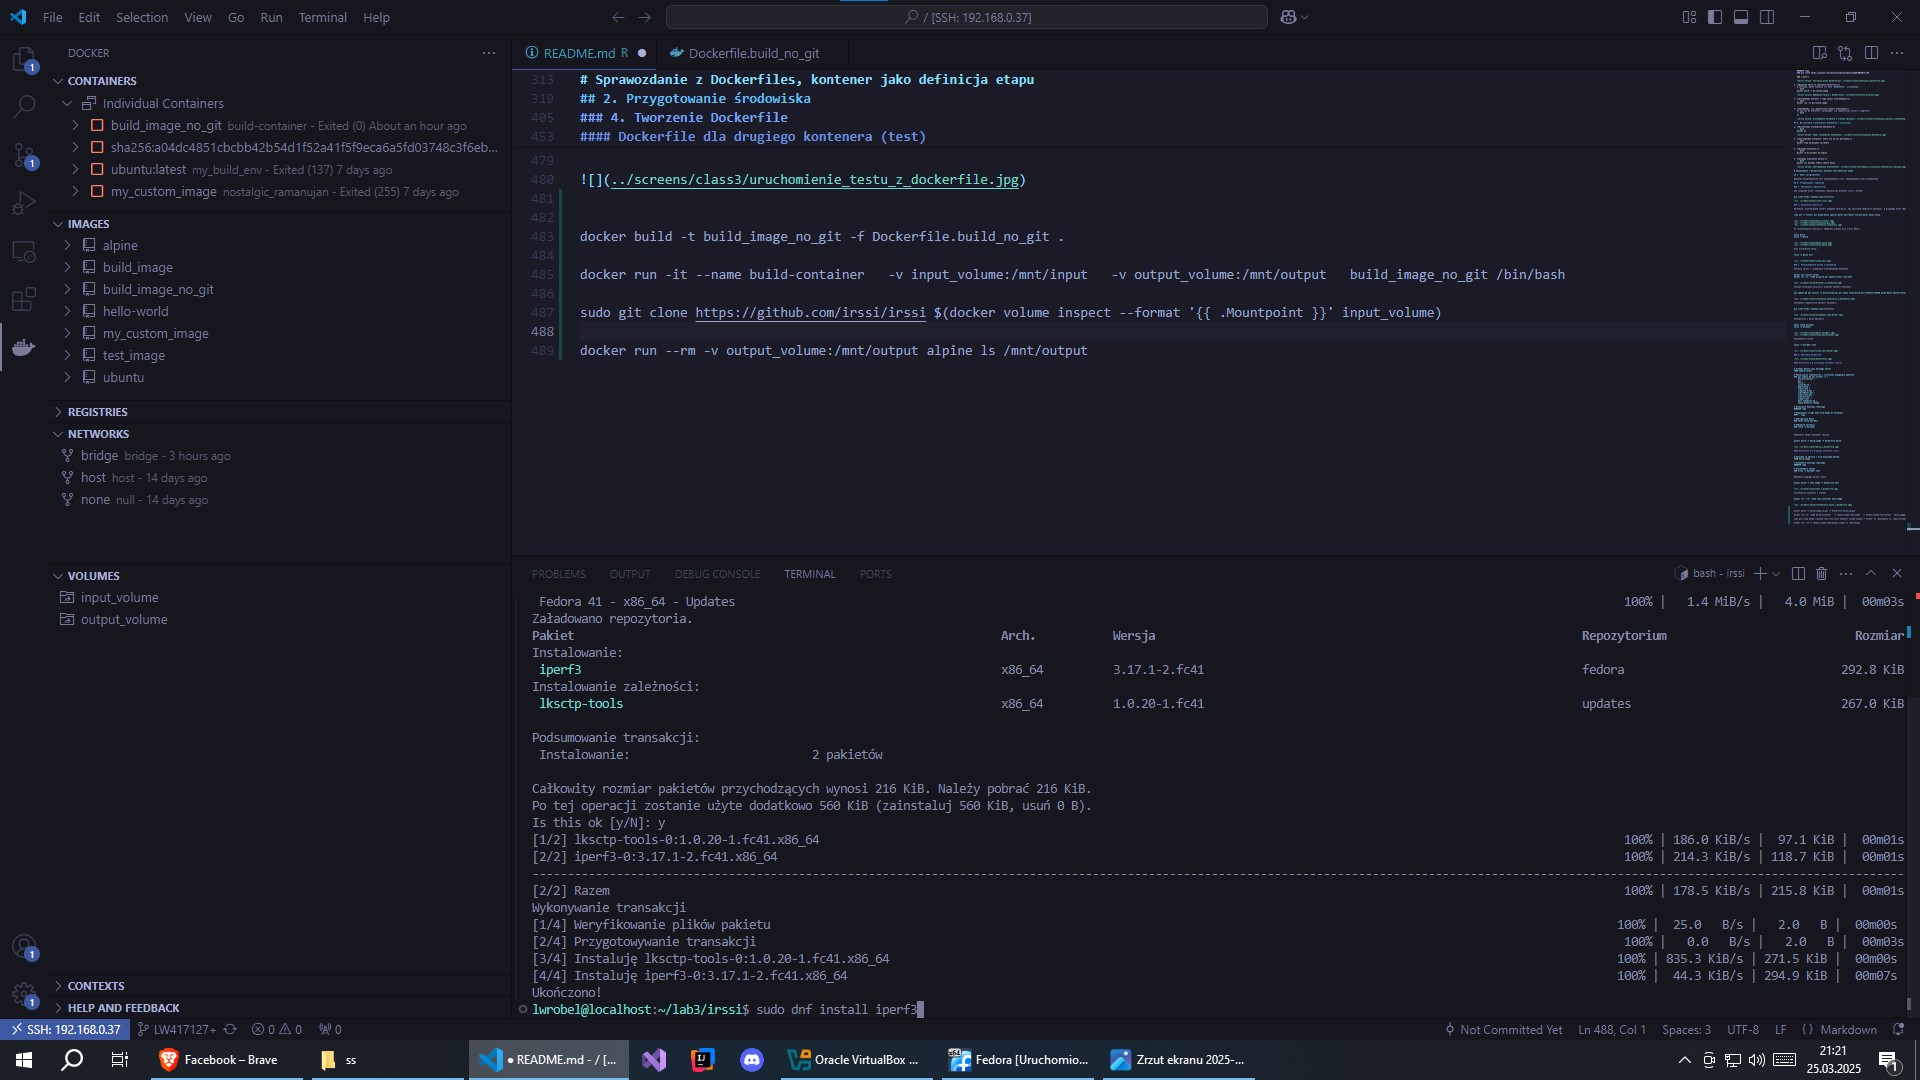 File Edit Selection View Go Run Terminal Help
/ [SSH: 192.168.0.37]
DOCKER
CONTAINERS
Individual Containers
build_image_no_git build-container - Exited (0) About an hour ago
sha256:a04dc4851cbcbb42b54d1f52a41f5f9eca6a5fd03748c3f6eb...
ubuntu:latest my_build_env - Exited (137) 7 days ago
my_custom_image nostalgic_ramanujan - Exited (255) 7 days ago
IMAGES
alpine
build_image
build_image_no_git
hello-world
my_custom_image
test_image
ubuntu
REGISTRIES
NETWORKS
bridge bridge - 3 hours ago
host host - 14 days ago
none null - 14 days ago
VOLUMES
input_volume
output_volume
CONTEXTS
HELP AND FEEDBACK
README.md R
Dockerfile.build_no_git
313 # Sprawozdanie z Dockerfiles, kontener jako definicja etapu
319 ## 2. Przygotowanie środowiska
405 ### 4. Tworzenie Dockerfile
453 #### Dockerfile dla drugiego kontenera (test)
479
480 ![](../screens/class3/uruchomienie_testu_z_dockerfile.jpg)
481
482
483 docker build -t build_image_no_git -f Dockerfile.build_no_git .
484
485 docker run -it --name build-container   -v input_volume:/mnt/input   -v output_volume:/mnt/output   build_image_no_git /bin/bash
486
487 sudo git clone https://github.com/irssi/irssi $(docker volume inspect --format '{{ .Mountpoint }}' input_volume)
488
489 docker run --rm -v output_volume:/mnt/output alpine ls /mnt/output
PROBLEMS OUTPUT DEBUG CONSOLE TERMINAL PORTS
bash - irssi
Fedora 41 - x86_64 - Updates 100% | 1.4 MiB/s | 4.0 MiB | 00m03s
Załadowano repozytoria.
Pakiet Arch. Wersja Repozytorium Rozmiar
Instalowanie:
iperf3 x86_64 3.17.1-2.fc41 fedora 292.8 KiB
Instalowanie zależności:
lksctp-tools x86_64 1.0.20-1.fc41 updates 267.0 KiB
Podsumowanie transakcji:
Instalowanie: 2 pakietów
Całkowity rozmiar pakietów przychodzących wynosi 216 KiB. Należy pobrać 216 KiB.
Po tej operacji zostanie użyte dodatkowo 560 KiB (zainstaluj 560 KiB, usuń 0 B).
Is this ok [y/N]: y
[1/2] lksctp-tools-0:1.0.20-1.fc41.x86_64 100% | 186.0 KiB/s | 97.1 KiB | 00m01s
[2/2] iperf3-0:3.17.1-2.fc41.x86_64 100% | 214.3 KiB/s | 118.7 KiB | 00m01s
[2/2] Razem 100% | 178.5 KiB/s | 215.8 KiB | 00m01s
Wykonywanie transakcji
[1/4] Weryfikowanie plików pakietu 100% | 25.0 B/s | 2.0 B | 00m00s
[2/4] Przygotowywanie transakcji 100% | 0.0 B/s | 2.0 B | 00m03s
[3/4] Instaluję lksctp-tools-0:1.0.20-1.fc41.x86_64 100% | 835.3 KiB/s | 271.5 KiB | 00m00s
[4/4] Instaluję iperf3-0:3.17.1-2.fc41.x86_64 100% | 44.3 KiB/s | 294.9 KiB | 00m07s
Ukończono!
lwrobel@localhost:~/lab3/irssi$ sudo dnf install iperf3
SSH: 192.168.0.37 LW417127+ 0 0 0 Not Committed Yet Ln 488, Col 1 Spaces: 3 UTF-8 LF Markdown
Facebook – Brave
ss
● README.md - / [...
Oracle VirtualBox ...
Fedora [Uruchomio...
Zrzut ekranu 2025-...
21:21
25.03.2025